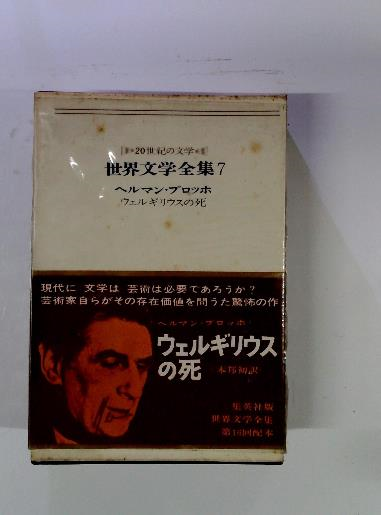 20世紀の文学
世界文学全集7
ヘルマン・ブロッホ
ウェルギリウスの死
現代に 文学は 芸術は必要であろうか?
芸術家自らがその存在価値を問うた驚怖の作
ヘルマン・ブロッホ
ウェルギリウス
の死 本邦初訳
集英社版
世界文学全集
第16回配本